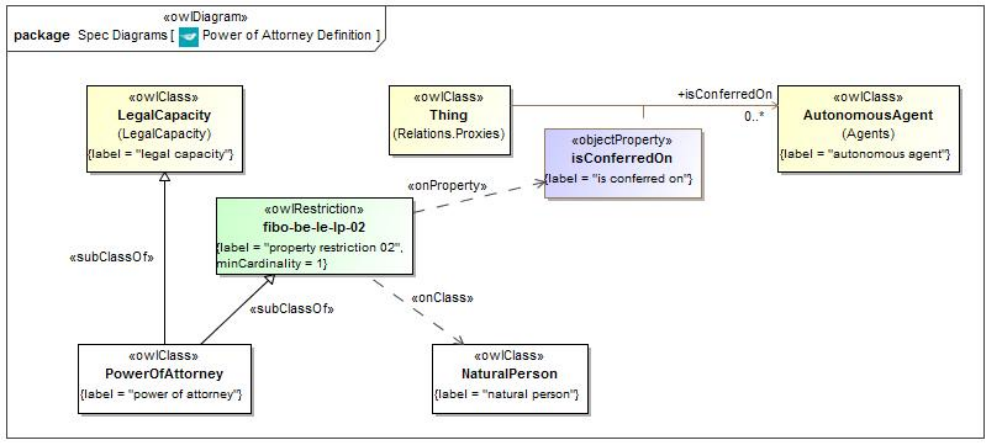 «owlDiagram»
package Spec Diagrams [ Power of Attorney Definition ]
«owlClass»
LegalCapacity
(LegalCapacity)
{label = "legal capacity"}
«owlClass»
Thing
(Relations.Proxies)
+isConferredOn
0..*
«owlClass»
AutonomousAgent
(Agents)
{label = "autonomous agent"}
«objectProperty»
isConferredOn
{label = "is conferred on"}
«onProperty»
«owlRestriction»
fibo-be-le-lp-02
{label = "property restriction 02",
minCardinality = 1}
«subClassOf»
«subClassOf»
«onClass»
«owlClass»
PowerOfAttorney
{label = "power of attorney"}
«owlClass»
NaturalPerson
{label = "natural person"}